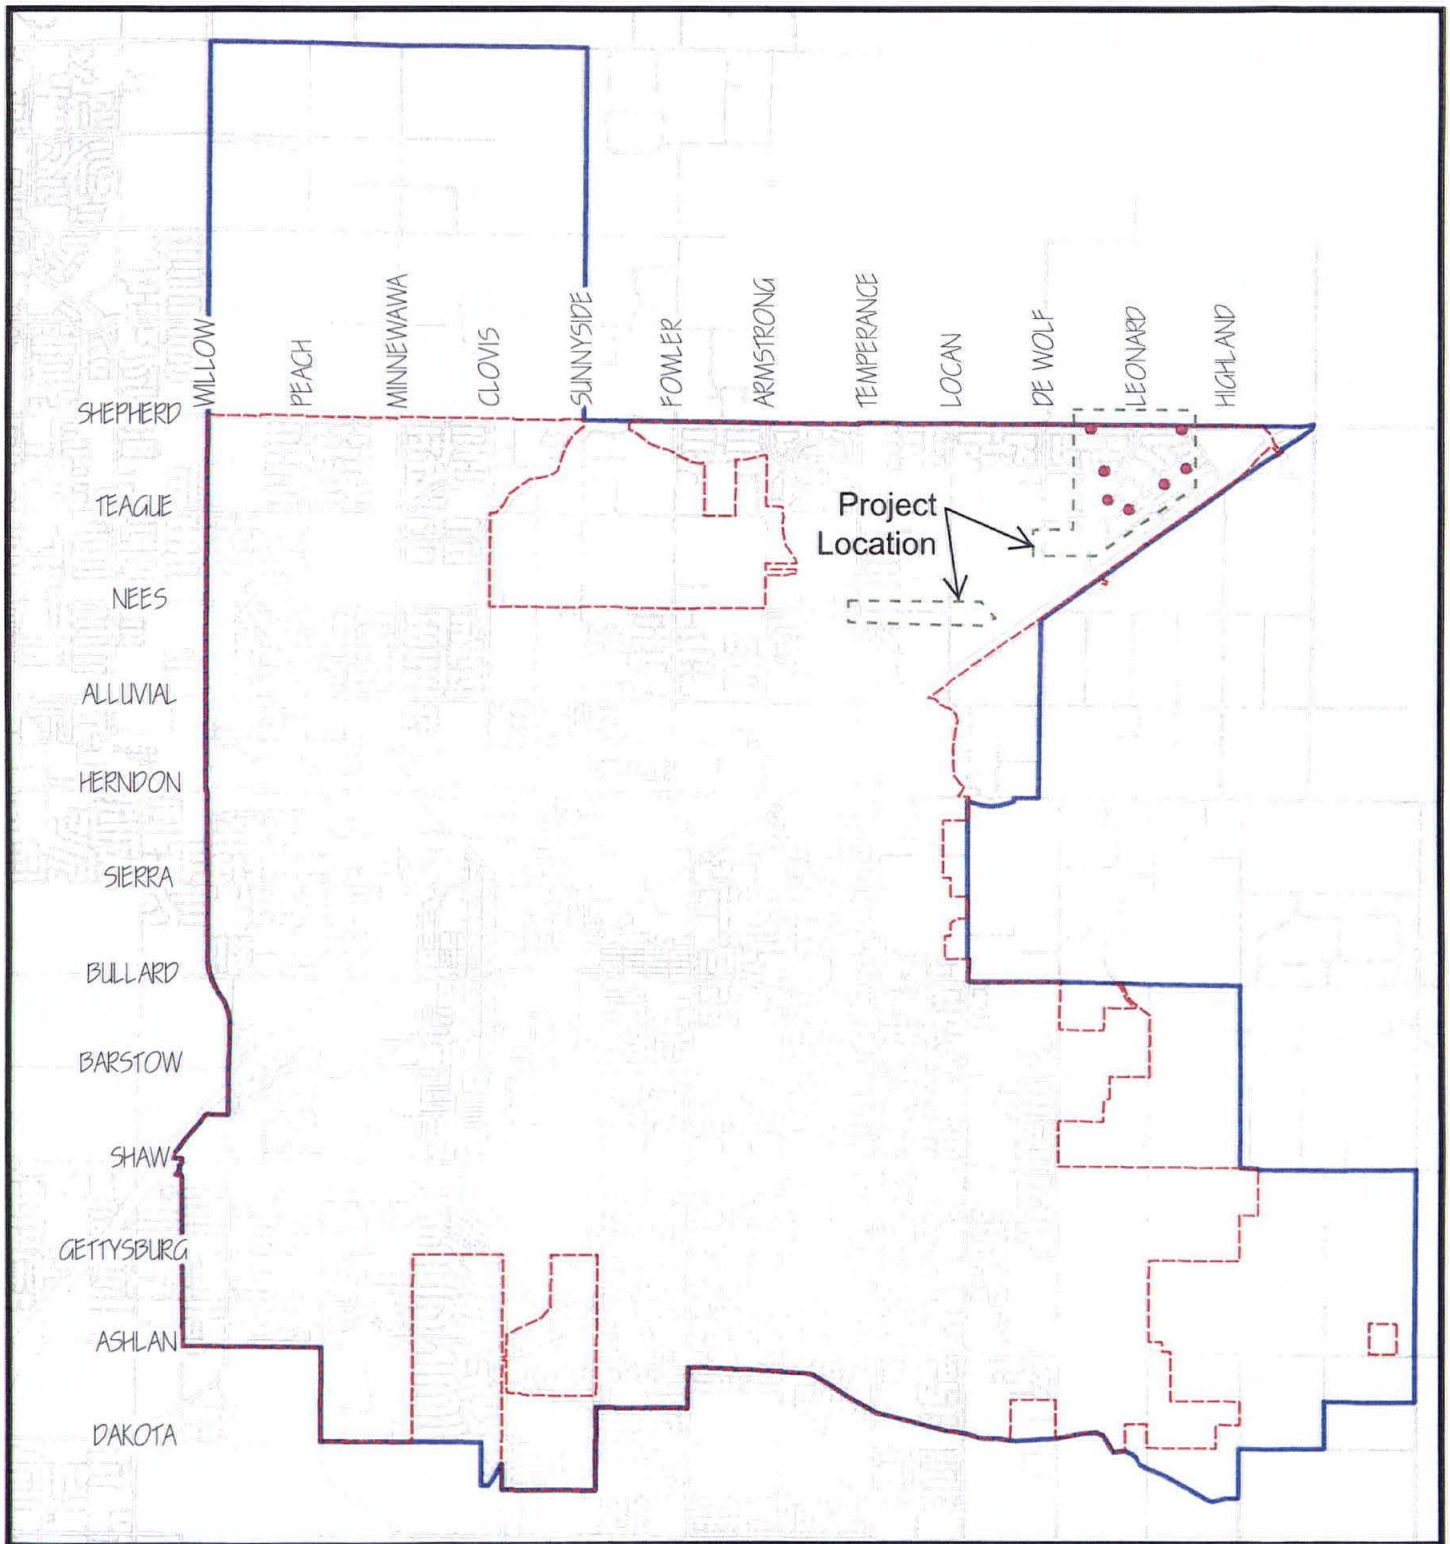 WILLOW
PEACH
MINNEWAWA
CLOVIS
SUNNYSIDE
FOWLER
ARMSTRONG
TEMPERANCE
LOCAN
DE WOLF
LEONARD
HIGHLAND
SHEPHERD
TEAGUE
NEES
ALLUVIAL
HERNDON
SIERRA
BULLARD
BARSTOW
SHAW
GETTYSBURG
ASHLAN
DAKOTA
Project
Location